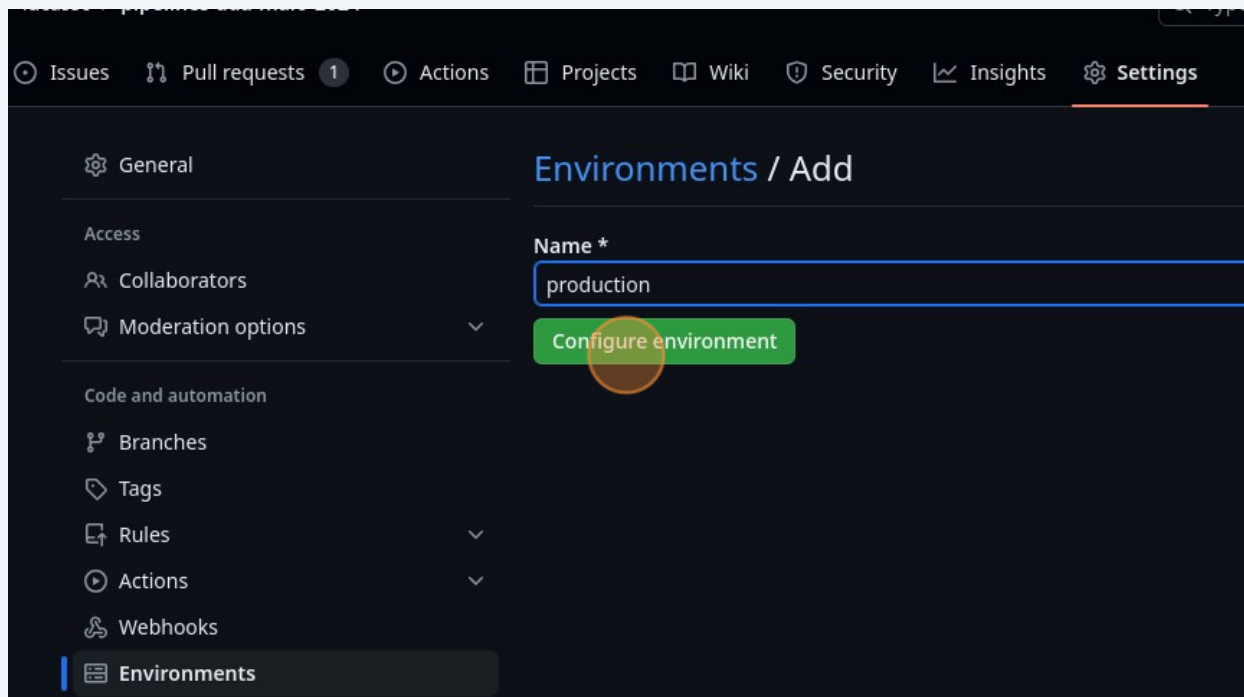 Issues Pull requests 1 Actions Projects Wiki Security Insights Settings
General
Access
Collaborators
Moderation options
Code and automation
Branches
Tags
Rules
Actions
Webhooks
Environments
Environments / Add
Name *
production
Configure environment